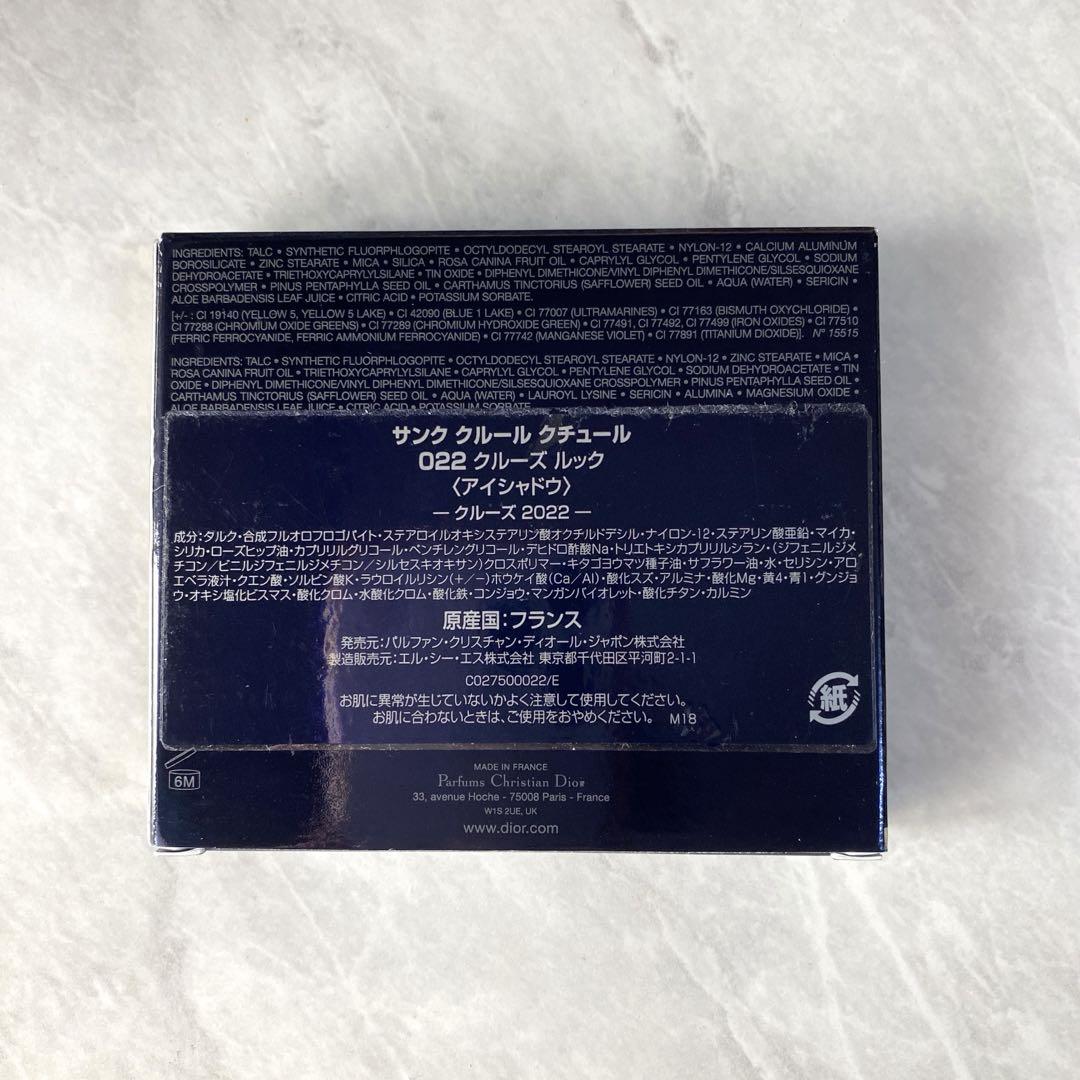 INGREDIENTS: TALC • SYNTHETIC FLUORPHLOGOPITE • OCTYLDODECYL STEAROYL STEARATE • NYLON-12 • CALCIUM ALUMINUM
BOROSILICATE • ZINC STEARATE • MICA • SILICA • ROSA CANINA FRUIT OIL • CAPRYLYL GLYCOL • PENTYLENE GLYCOL • SODIUM
DEHYDROACETATE • TRIETHOXYCAPRYLYLSILANE • TIN OXIDE • DIPHENYL DIMETHICONE/VINYL DIPHENYL DIMETHICONE/SILSESQUIOXANE
CROSSPOLYMER • PINUS PENTAPHYLLA SEED OIL • CARTHAMUS TINCTORIUS (SAFFLOWER) SEED OIL • AQUA (WATER) • SERICIN •
ALOE BARBADENSIS LEAF JUICE • CITRIC ACID • POTASSIUM SORBATE.
[+/- : CI 19140 (YELLOW 5, YELLOW 5 LAKE) • CI 42090 (BLUE 1 LAKE) • CI 77007 (ULTRAMARINES) • CI 77163 (BISMUTH OXYCHLORIDE) •
CI 77288 (CHROMIUM OXIDE GREENS) • CI 77289 (CHROMIUM HYDROXIDE GREEN) • CI 77491, CI 77492, CI 77499 (IRON OXIDES) • CI 77510
(FERRIC FERROCYANIDE, FERRIC AMMONIUM FERROCYANIDE) • CI 77742 (MANGANESE VIOLET) • CI 77891 (TITANIUM DIOXIDE)]. N° 15515
INGREDIENTS: TALC • SYNTHETIC FLUORPHLOGOPITE • OCTYLDODECYL STEAROYL STEARATE • NYLON-12 • ZINC STEARATE • MICA •
ROSA CANINA FRUIT OIL • TRIETHOXYCAPRYLYLSILANE • CAPRYLYL GLYCOL • PENTYLENE GLYCOL • SODIUM DEHYDROACETATE • TIN
OXIDE • DIPHENYL DIMETHICONE/VINYL DIPHENYL DIMETHICONE/SILSESQUIOXANE CROSSPOLYMER • PINUS PENTAPHYLLA SEED OIL •
CARTHAMUS TINCTORIUS (SAFFLOWER) SEED OIL • AQUA (WATER) • LAUROYL LYSINE • SERICIN • ALUMINA • MAGNESIUM OXIDE •
ALOE BARBADENSIS LEAF JUICE • CITRIC ACID • POTASSIUM SORBATE
サンク クルール クチュール
022 クルーズ ルック
〈アイシャドウ〉
— クルーズ 2022 —
成分:タルク・合成フルオロフロゴパイト・ステアロイルオキシステアリン酸オクチルドデシル・ナイロン-12・ステアリン酸亜鉛・マイカ・
シリカ・ローズヒップ油・カプリリルグリコール・ペンチレングリコール・デヒドロ酢酸Na・トリエトキシカプリリルシラン・(ジフェニルジメ
チコン/ビニルジフェニルジメチコン/シルセスキオキサン)クロスポリマー・キタゴヨウマツ種子油・サフラワー油・水・セリシン・アロ
エベラ液汁・クエン酸・ソルビン酸K・ラウロイルリシン(+/−)ホウケイ酸(Ca/Al)・酸化スズ・アルミナ・酸化Mg・黄4・青1・グンジョ
ウ・オキシ塩化ビスマス・酸化クロム・水酸化クロム・酸化鉄・コンジョウ・マンガンバイオレット・酸化チタン・カルミン
原産国:フランス
発売元:パルファン・クリスチャン・ディオール・ジャポン株式会社
製造販売元:エル・シー・エス株式会社 東京都千代田区平河町2-1-1
C027500022/E
お肌に異常が生じていないかよく注意して使用してください。
お肌に合わないときは、ご使用をおやめください。 M18
紙
6M
MADE IN FRANCE
Parfums Christian Dior
33, avenue Hoche - 75008 Paris - France
W1S 2UE, UK
www.dior.com